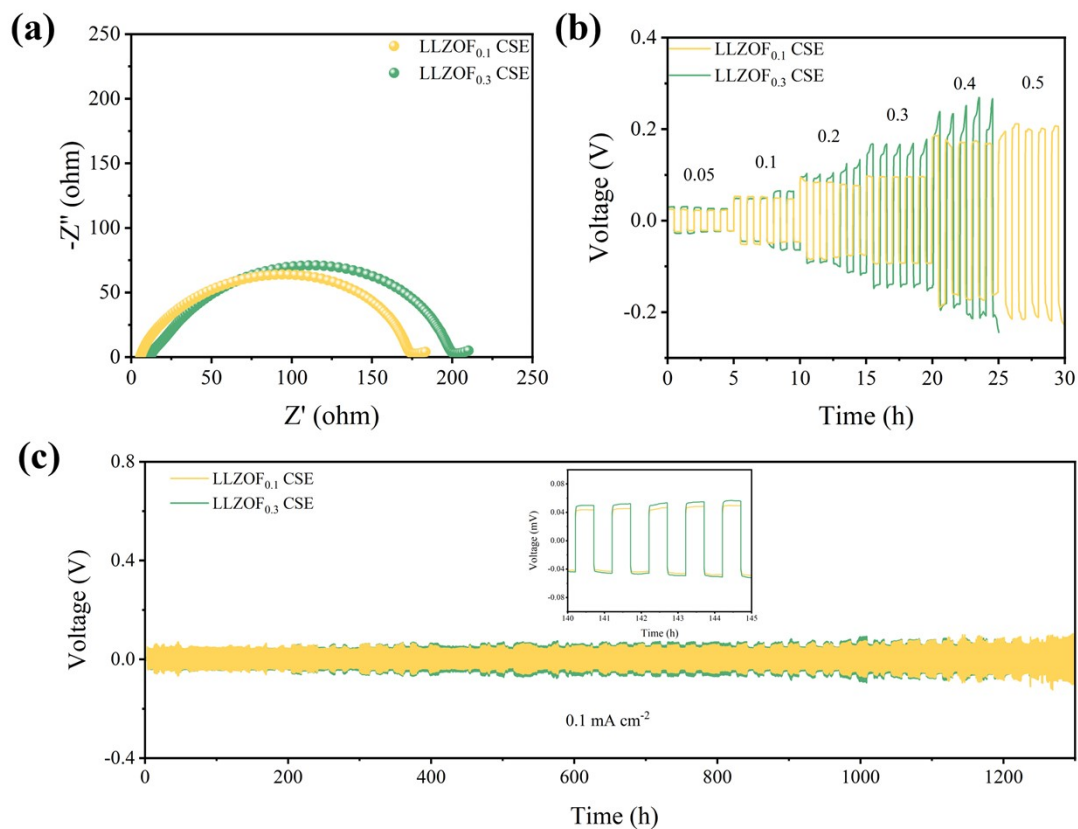 (a)
250
200
150
100
50
0
-Z'' (ohm)
0 50 100 150 200 250
Z' (ohm)
LLZOF0.1 CSE
LLZOF0.3 CSE
(b)
0.4
0.2
0.0
-0.2
Voltage (V)
0 5 10 15 20 25 30
Time (h)
LLZOF0.1 CSE
LLZOF0.3 CSE
0.05
0.1
0.2
0.3
0.4
0.5
(c)
0.8
0.4
0.0
-0.4
Voltage (V)
0 200 400 600 800 1000 1200
Time (h)
LLZOF0.1 CSE
LLZOF0.3 CSE
0.08
0.04
0.00
-0.04
-0.08
Voltage (mV)
140 141 142 143 144 145
Time (h)
0.1 mA cm-2